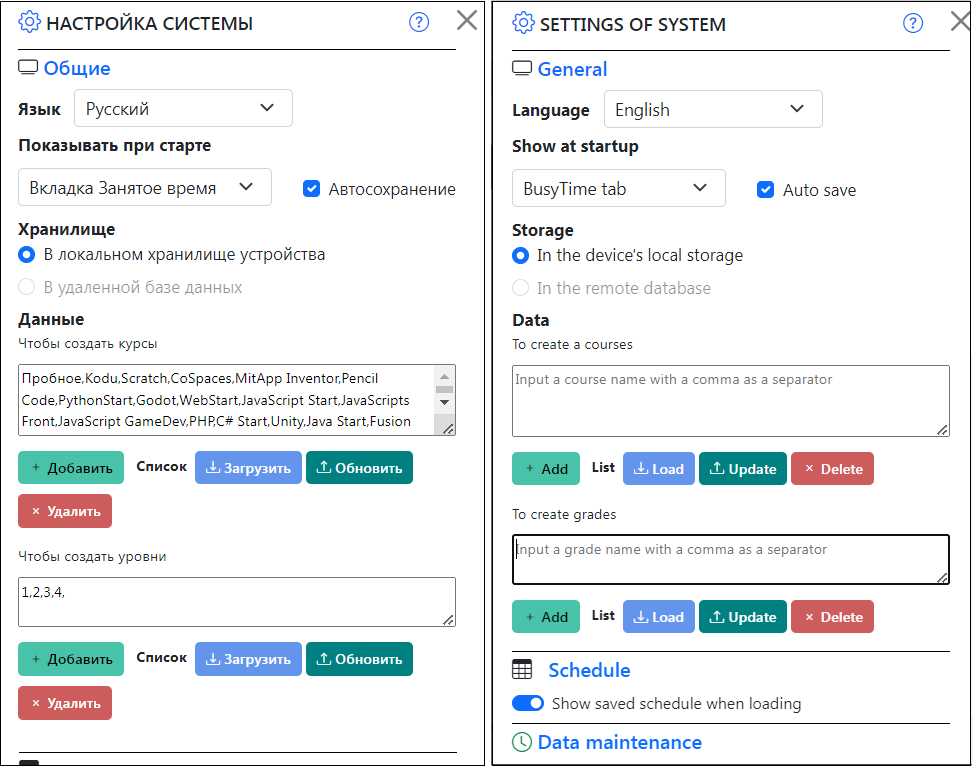 НАСТРОЙКА СИСТЕМЫ
Общие
Язык Русский
Показывать при старте
Вкладка Занятое время Автосохранение
Хранилище
В локальном хранилище устройства
В удаленной базе данных
Данные
Чтобы создать курсы
Пробное,Kodu,Scratch,CoSpaces,MitApp Inventor,Pencil
Code,PythonStart,Godot,WebStart,JavaScript Start,JavaScripts
Front,JavaScript GameDev,PHP,C# Start,Unity,Java Start,Fusion
+ Добавить Список Загрузить Обновить
× Удалить
Чтобы создать уровни
1,2,3,4,
+ Добавить Список Загрузить Обновить
× Удалить
SETTINGS OF SYSTEM
General
Language English
Show at startup
BusyTime tab Auto save
Storage
In the device's local storage
In the remote database
Data
To create a courses
Input a course name with a comma as a separator
+ Add List Load Update × Delete
To create grades
Input a grade name with a comma as a separator
+ Add List Load Update × Delete
Schedule
Show saved schedule when loading
Data maintenance